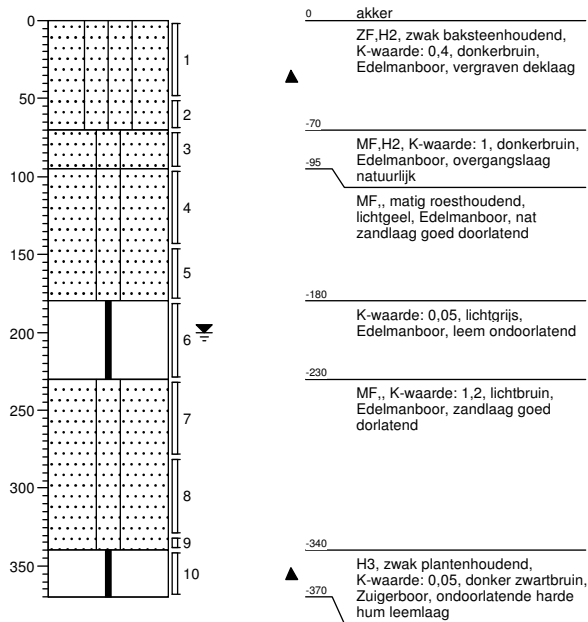 0
50
100
150
200
250
300
350
1
2
3
4
5
6
7
8
9
10
0 akker
ZF,H2, zwak baksteenhoudend,
K-waarde: 0,4, donkerbruin,
Edelmanboor, vergraven deklaag
-70
MF,H2, K-waarde: 1, donkerbruin,
Edelmanboor, overgangslaag
natuurlijk
-95
MF,, matig roesthoudend,
lichtgeel, Edelmanboor, nat
zandlaag goed doorlatend
-180
K-waarde: 0,05, lichtgrijs,
Edelmanboor, leem ondoorlatend
-230
MF,, K-waarde: 1,2, lichtbruin,
Edelmanboor, zandlaag goed
dorlatend
-340
H3, zwak plantenhoudend,
K-waarde: 0,05, donker zwartbruin,
Zuigerboor, ondoorlatende harde
hum leemlaag
-370